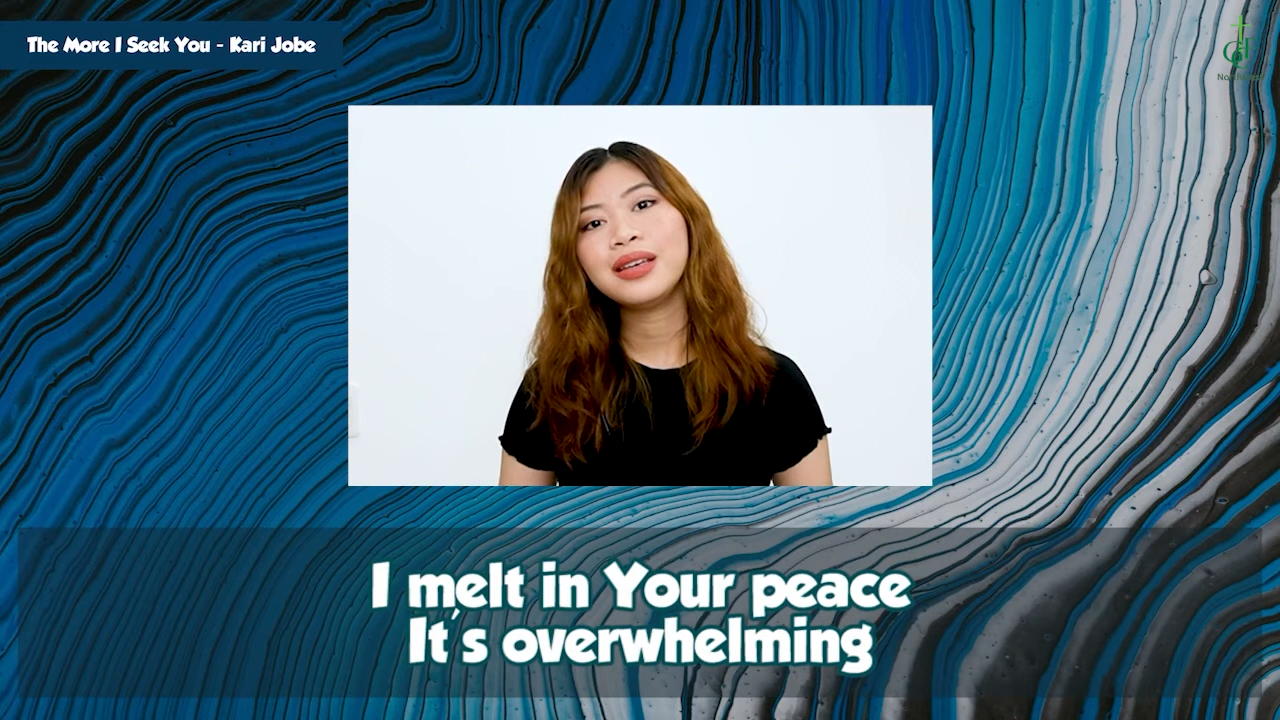 The More I Seek You - Kari Jobe
I melt in Your peace
It's overwhelming